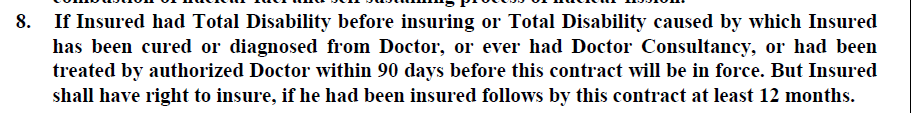 8. If Insured had Total Disability before insuring or Total Disability caused by which Insured
has been cured or diagnosed from Doctor, or ever had Doctor Consultancy, or had been
treated by authorized Doctor within 90 days before this contract will be in force. But Insured
shall have right to insure, if he had been insured follows by this contract at least 12 months.